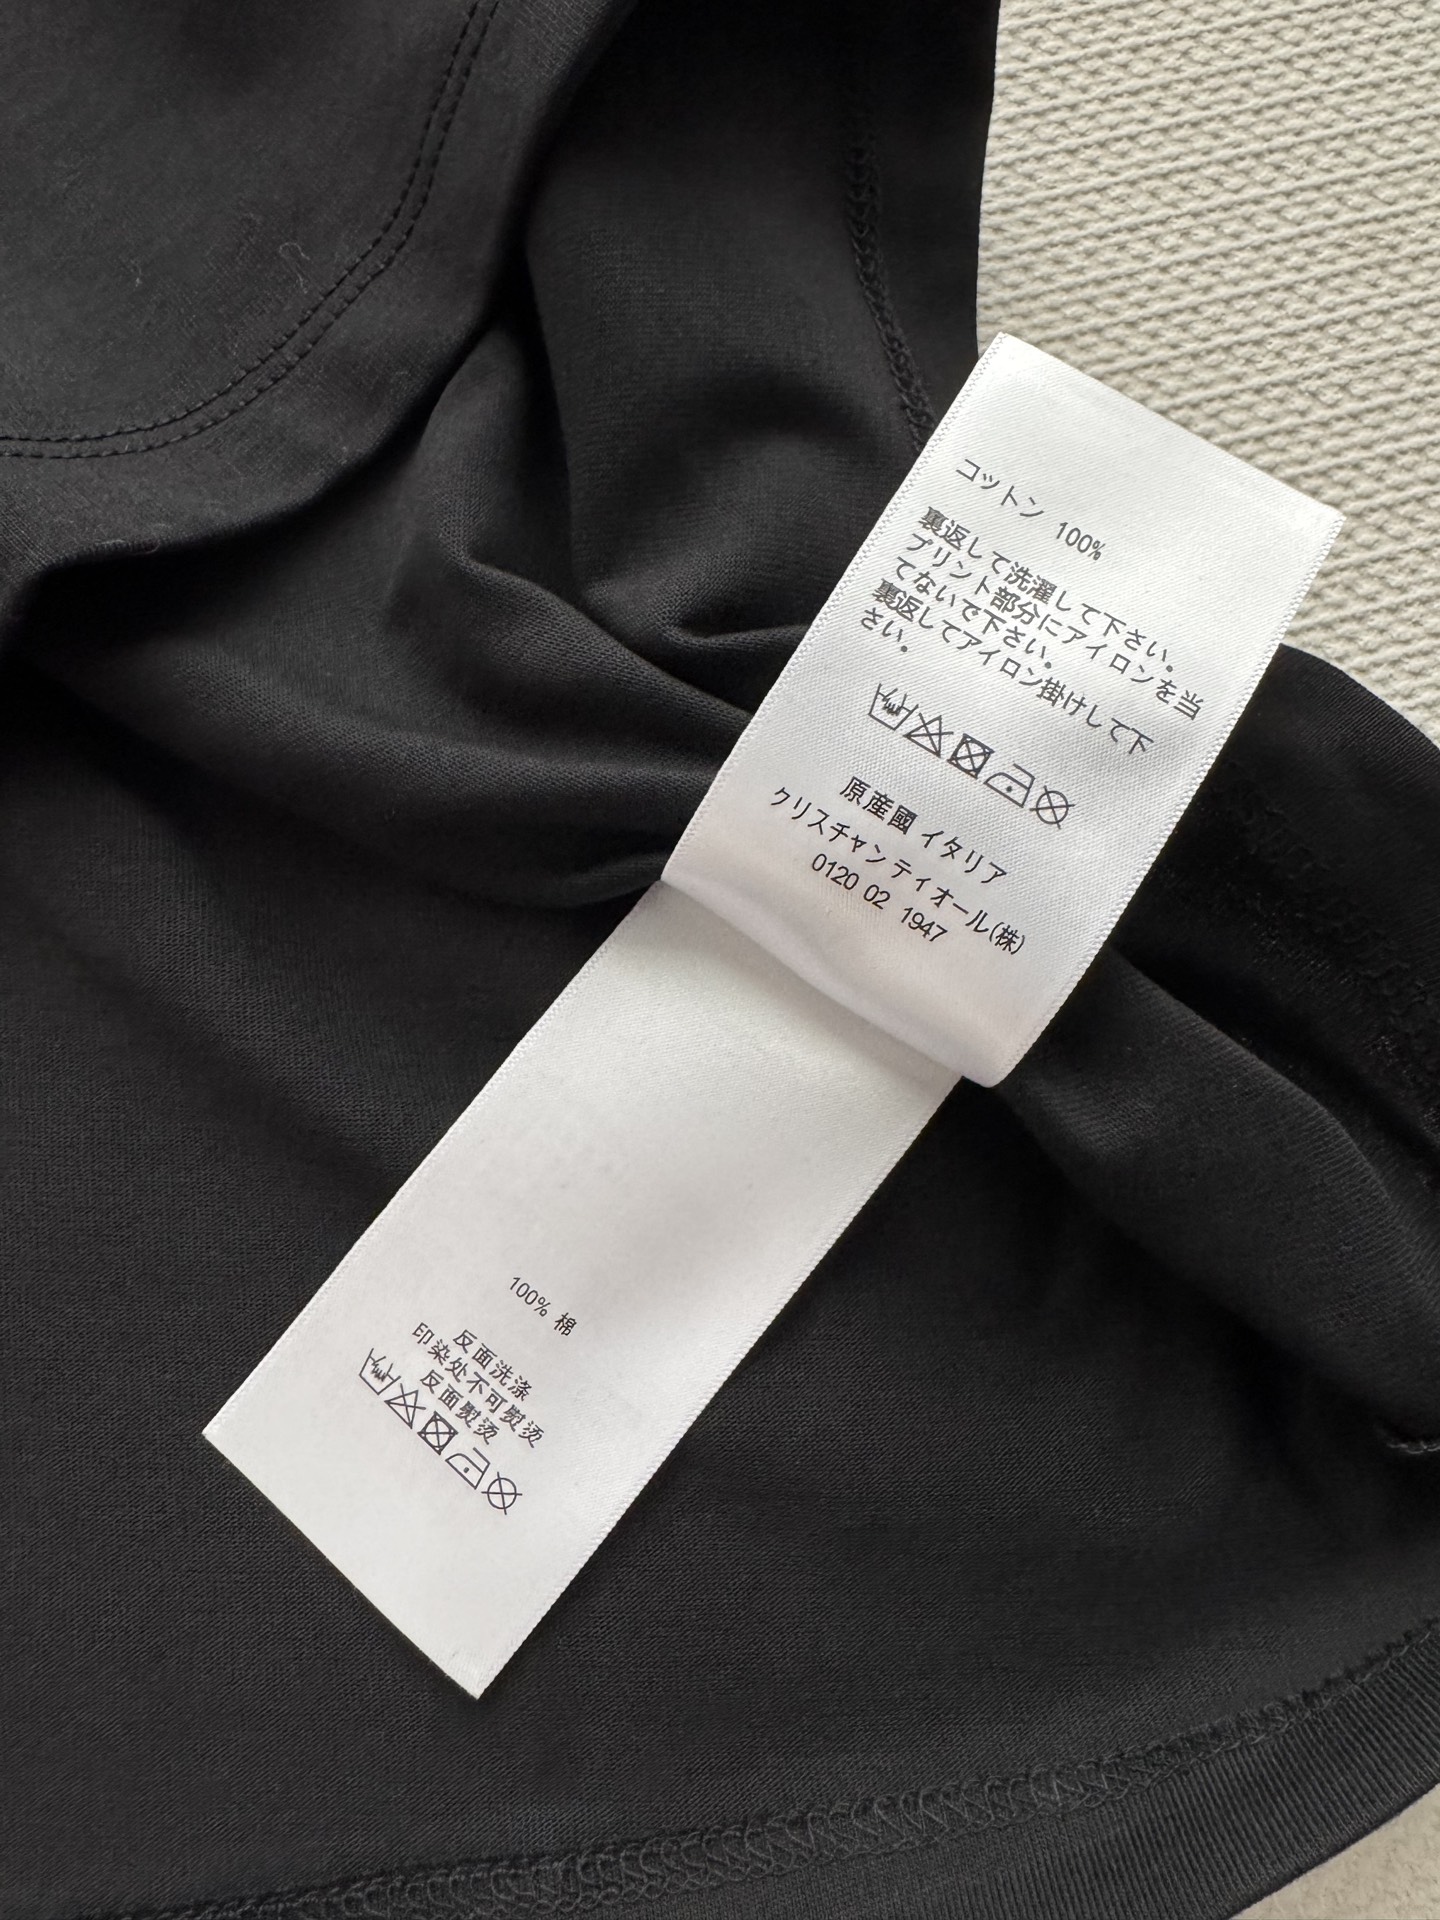 コットン 100%
裏返して洗濯して下さい。
プリント部分にアイロンを当
てないで下さい。
裏返してアイロン掛けして下
さい。
原産國 イタリア
クリスチャンディオール(株)
0120 02 1947
100% 棉
反面洗涤
印染处不可熨烫
反面熨烫